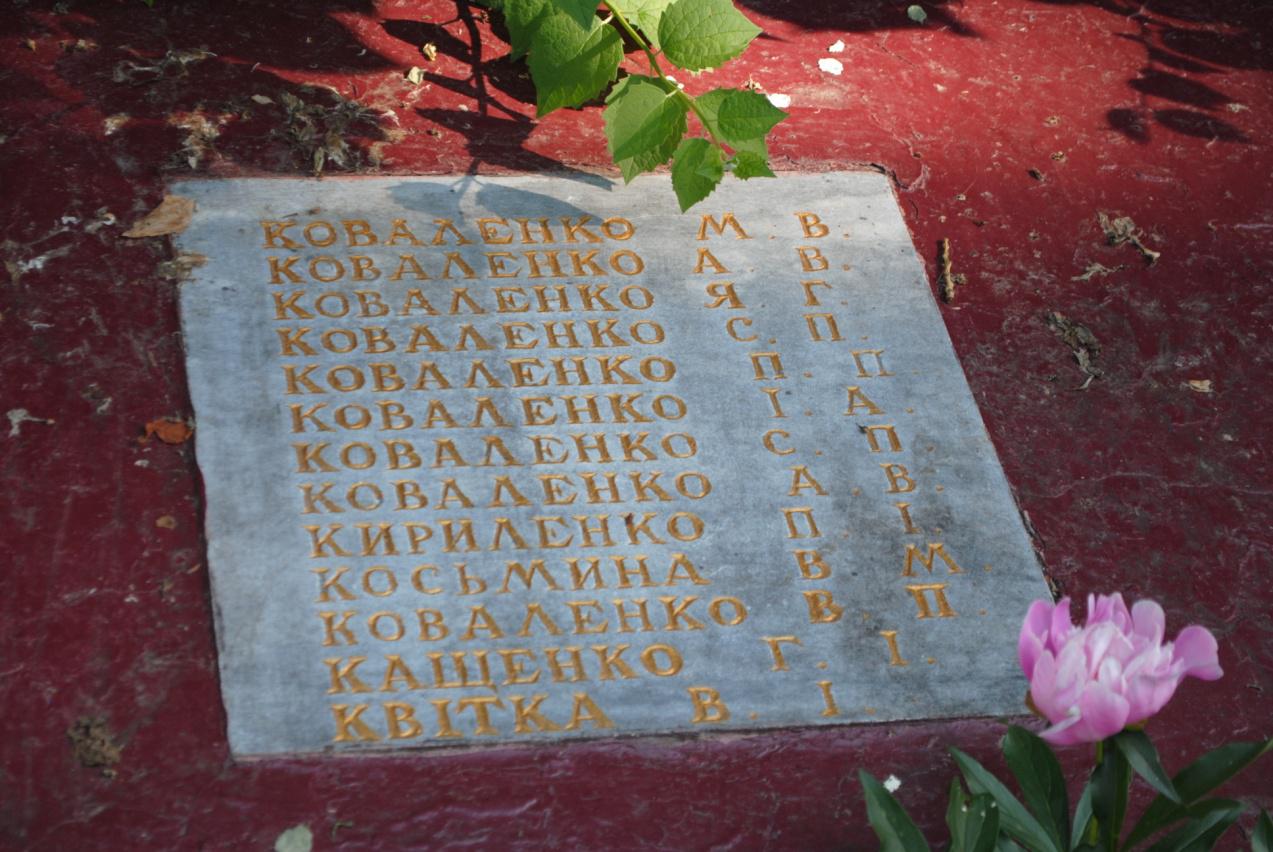 КОВАЛЕНКО М. В.
КОВАЛЕНКО А. В.
КОВАЛЕНКО Я. Г.
КОВАЛЕНКО С. П.
КОВАЛЕНКО П. П.
КОВАЛЕНКО І. А.
КОВАЛЕНКО С. П.
КОВАЛЕНКО А. В.
КИРИЛЕНКО П. І.
КОСЬМИНА В. М.
КОВАЛЕНКО В. П.
КАЩЕНКО Г. І.
КВІТКА В. І.